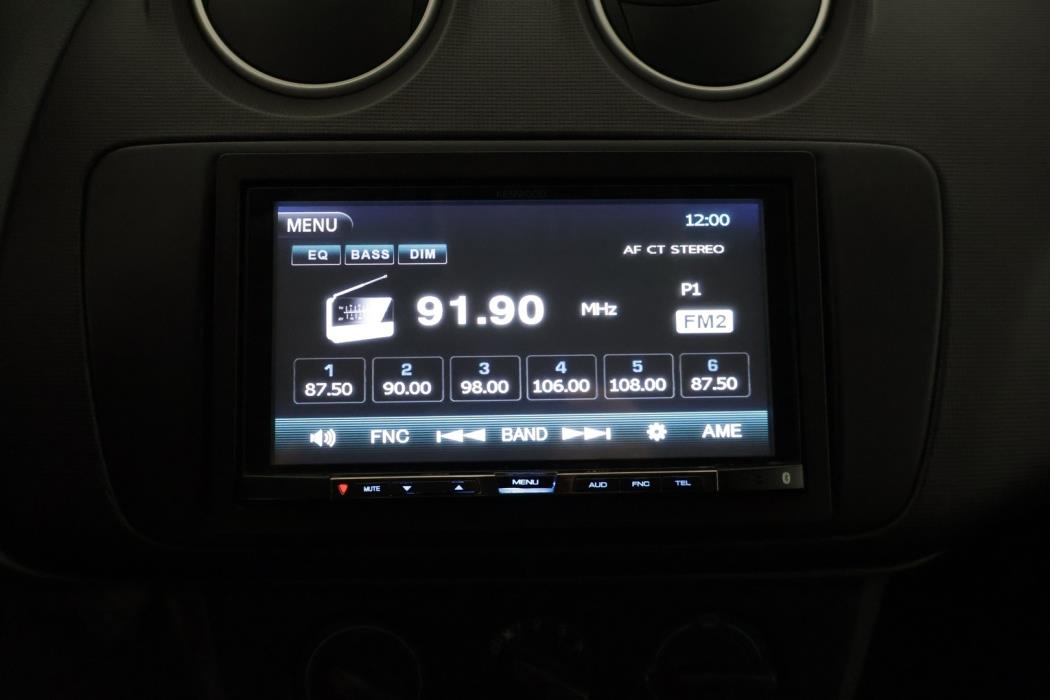 KENWOOD
MENU 12:00
EQ BASS DIM AF CT STEREO
91.90 MHz P1
FM2
1 2 3 4 5 6
87.50 90.00 98.00 106.00 108.00 87.50
FNC BAND AME
MUTE MENU AUD FNC TEL